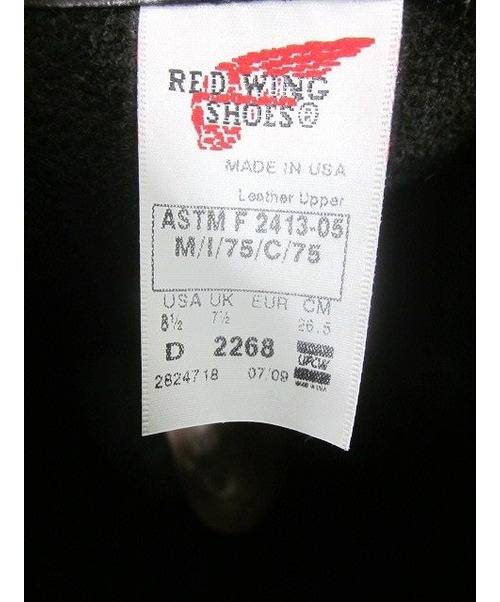 RED WING
SHOES®
MADE IN USA
Leather Upper
ASTM F 2413-05
M/I/75/C/75
USA UK EUR CM
8½ 7½ 26.5
D 2268
UFCW
2824718 07/09